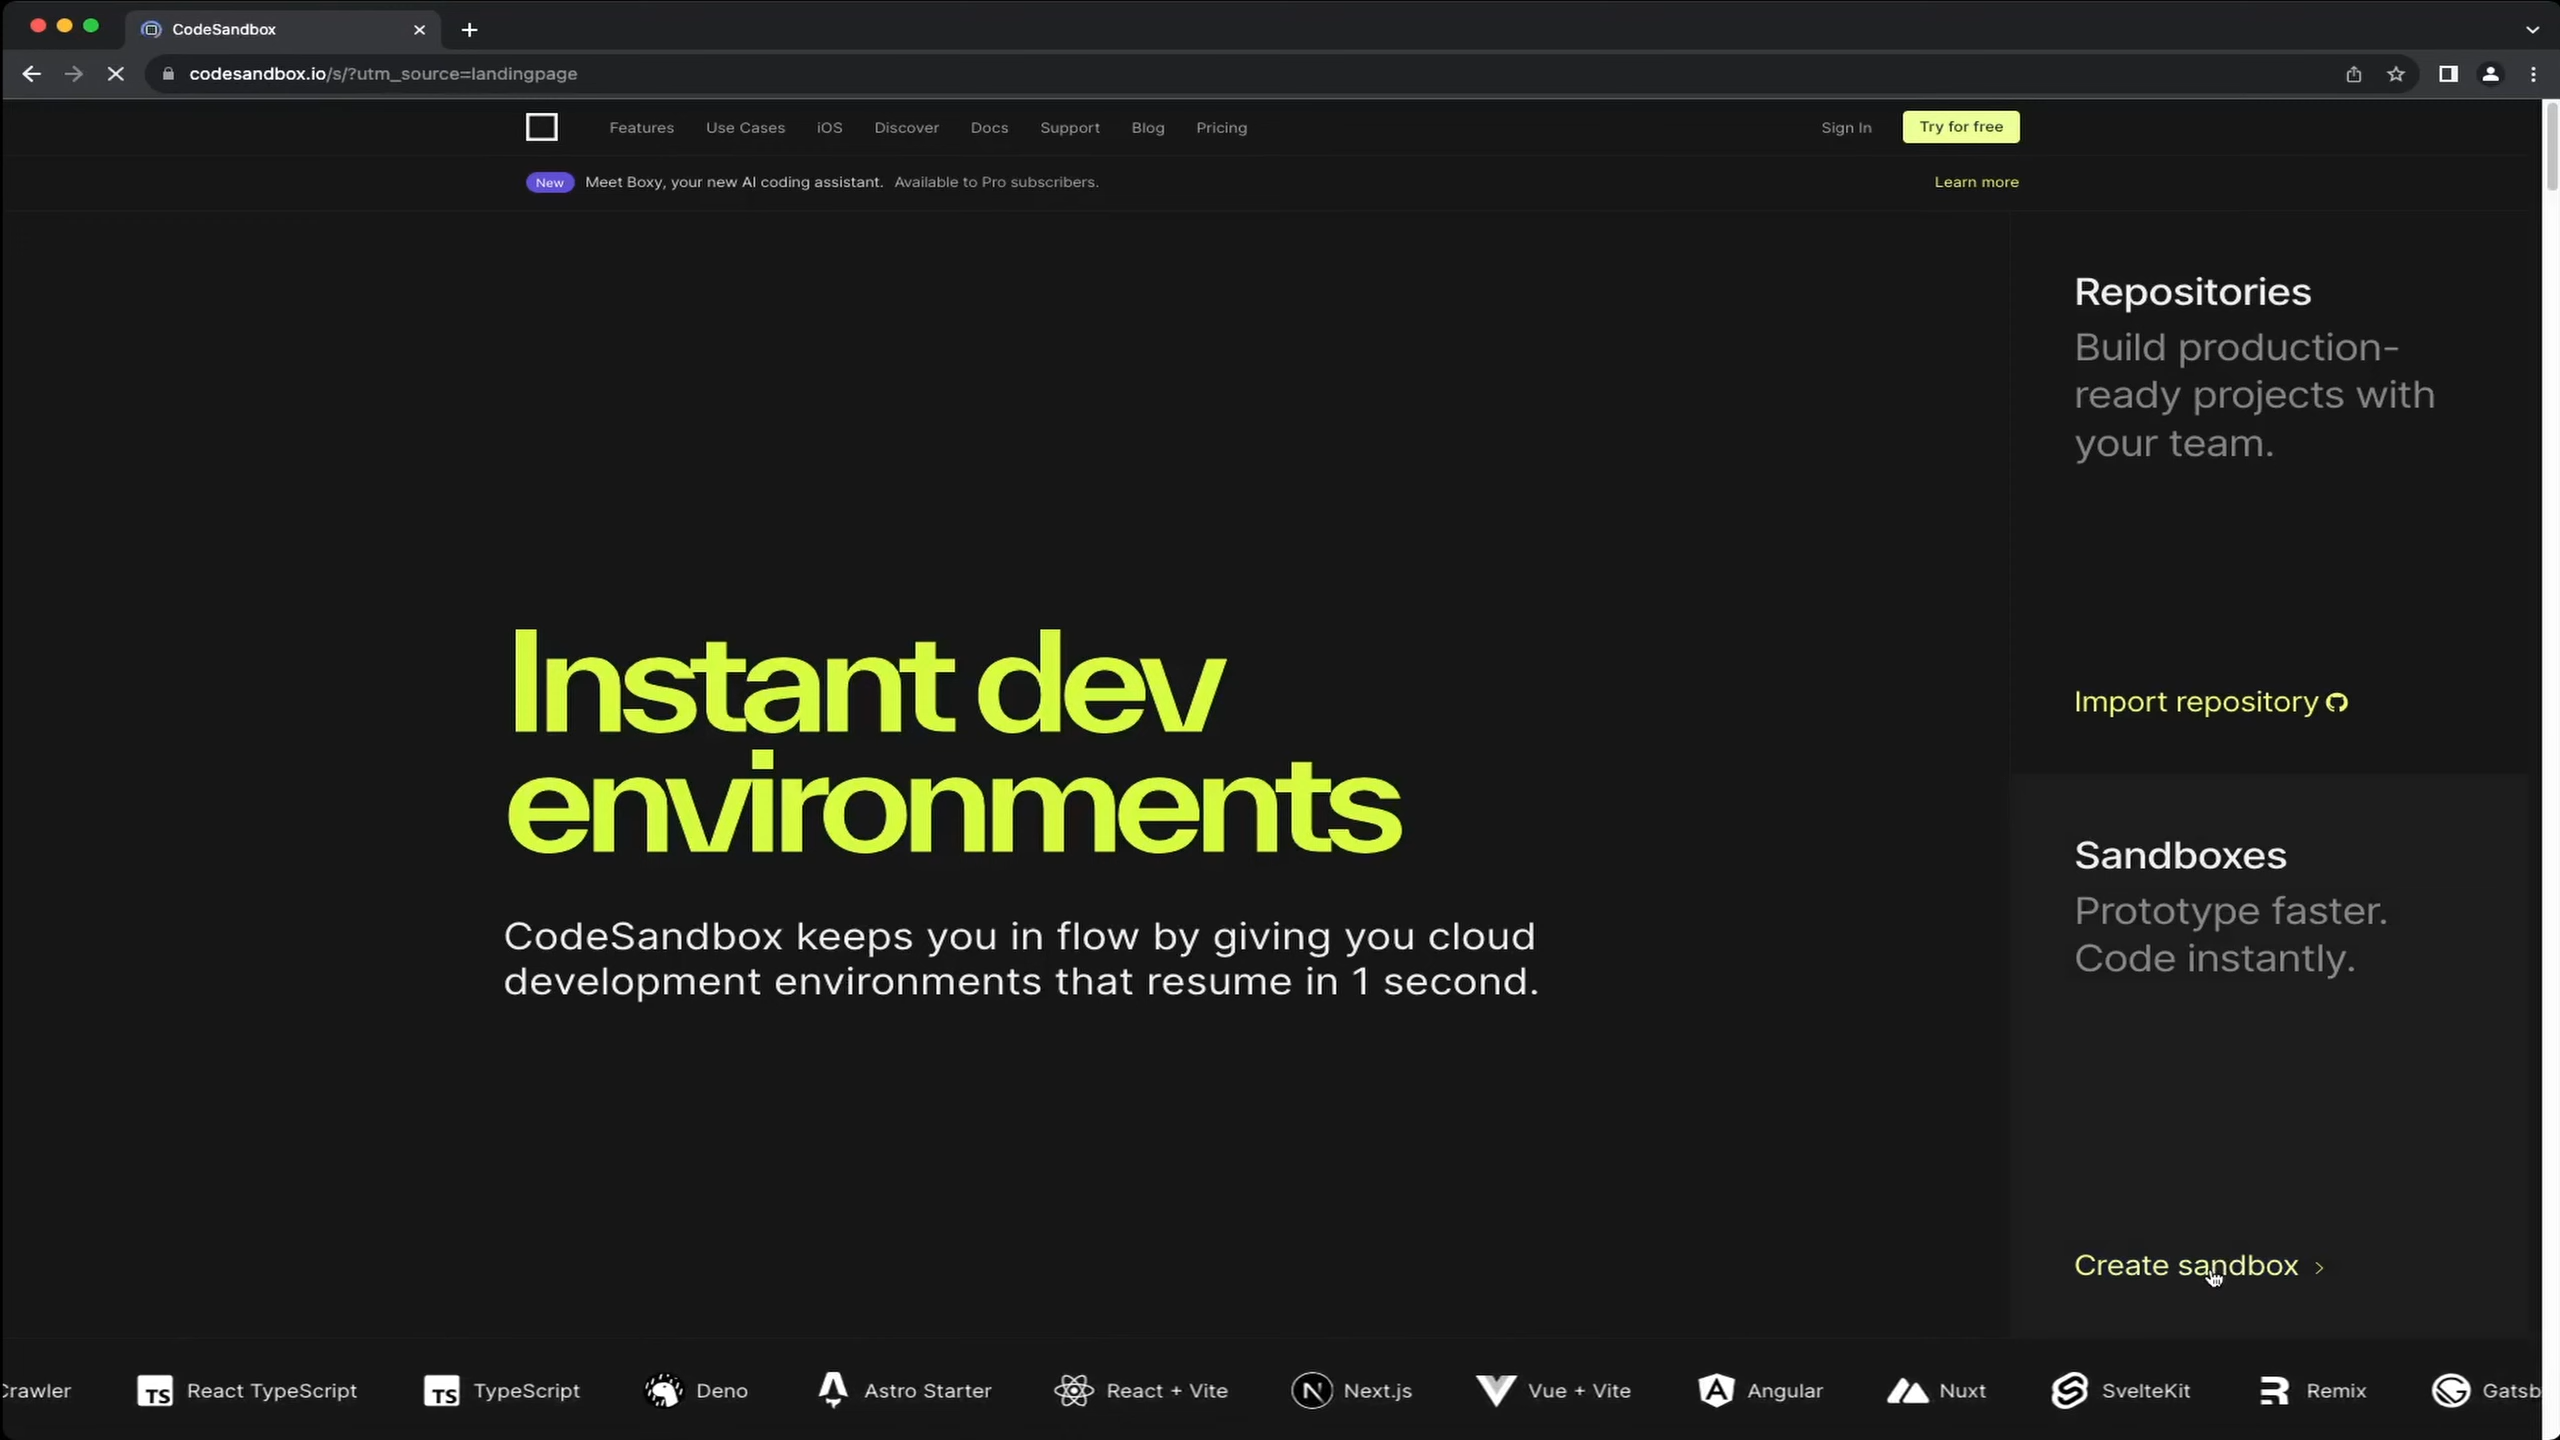 CodeSandbox
codesandbox.io/s/?utm_source=landingpage
Features Use Cases iOS Discover Docs Support Blog Pricing Sign In Try for free
New Meet Boxy, your new AI coding assistant. Available to Pro subscribers. Learn more
Instant dev
environments
CodeSandbox keeps you in flow by giving you cloud
development environments that resume in 1 second.
Repositories
Build production-
ready projects with
your team.
Import repository
Sandboxes
Prototype faster.
Code instantly.
Create sandbox >
Crawler TS React TypeScript TS TypeScript Deno Astro Starter React + Vite N Next.js Vue + Vite Angular Nuxt SvelteKit Remix Gatsb